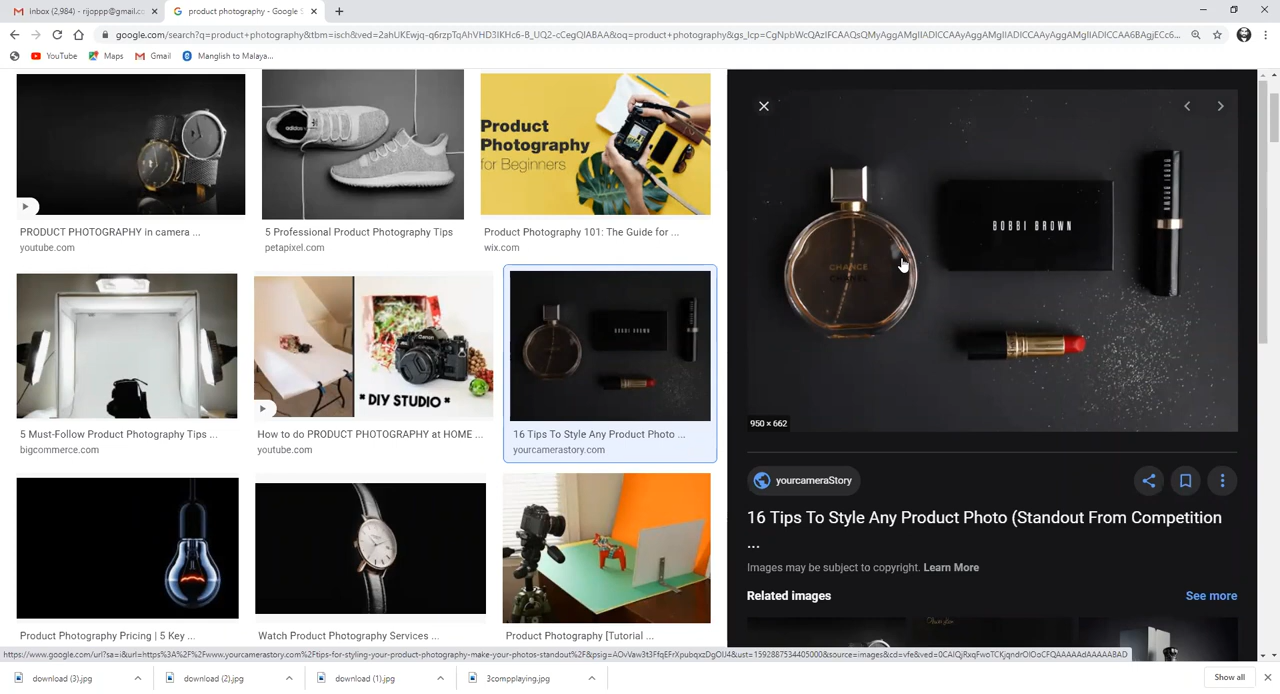 Inbox (2,984) - rijoppp@gmail.co
product photography - Google S
google.com/search?q=product+photography&tbm=isch&ved=2ahUKEwjq-q6rzpTqAhVHD3IKHc6-B_UQ2-cCegQIABAA&oq=product+photography&gs_lcp=CgNpbWcQAzIFCAAQsQMyAggAMgIIADICCAAyAggAMgIIADICCAAyAggAMgIIADICCAA6BAgjECc6...
YouTube
Maps
Gmail
Manglish to Malaya...
adidas
Product
Photography
for Beginners
PRODUCT PHOTOGRAPHY in camera ...
youtube.com
5 Professional Product Photography Tips
petapixel.com
Product Photography 101: The Guide for ...
wix.com
Canon
* DIY STUDIO *
BOBBI BROWN
5 Must-Follow Product Photography Tips ...
bigcommerce.com
How to do PRODUCT PHOTOGRAPHY at HOME ...
youtube.com
16 Tips To Style Any Product Photo ...
yourcamerastory.com
Product Photography Pricing | 5 Key ...
Watch Product Photography Services ...
Product Photography [Tutorial ...
CHANCE
CHANEL
BOBBI BROWN
950 × 662
yourcameraStory
16 Tips To Style Any Product Photo (Standout From Competition
...
Images may be subject to copyright. Learn More
Related images
See more
download (3).jpg
download (2).jpg
download (1).jpg
3compplaying.jpg
Show all